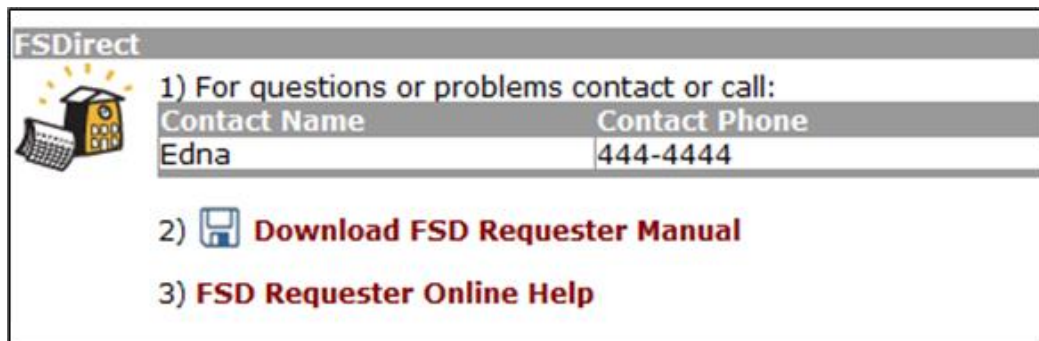 FSDirect
1) For questions or problems contact or call:
Contact Name Contact Phone
Edna 444-4444
2) Download FSD Requester Manual
3) FSD Requester Online Help